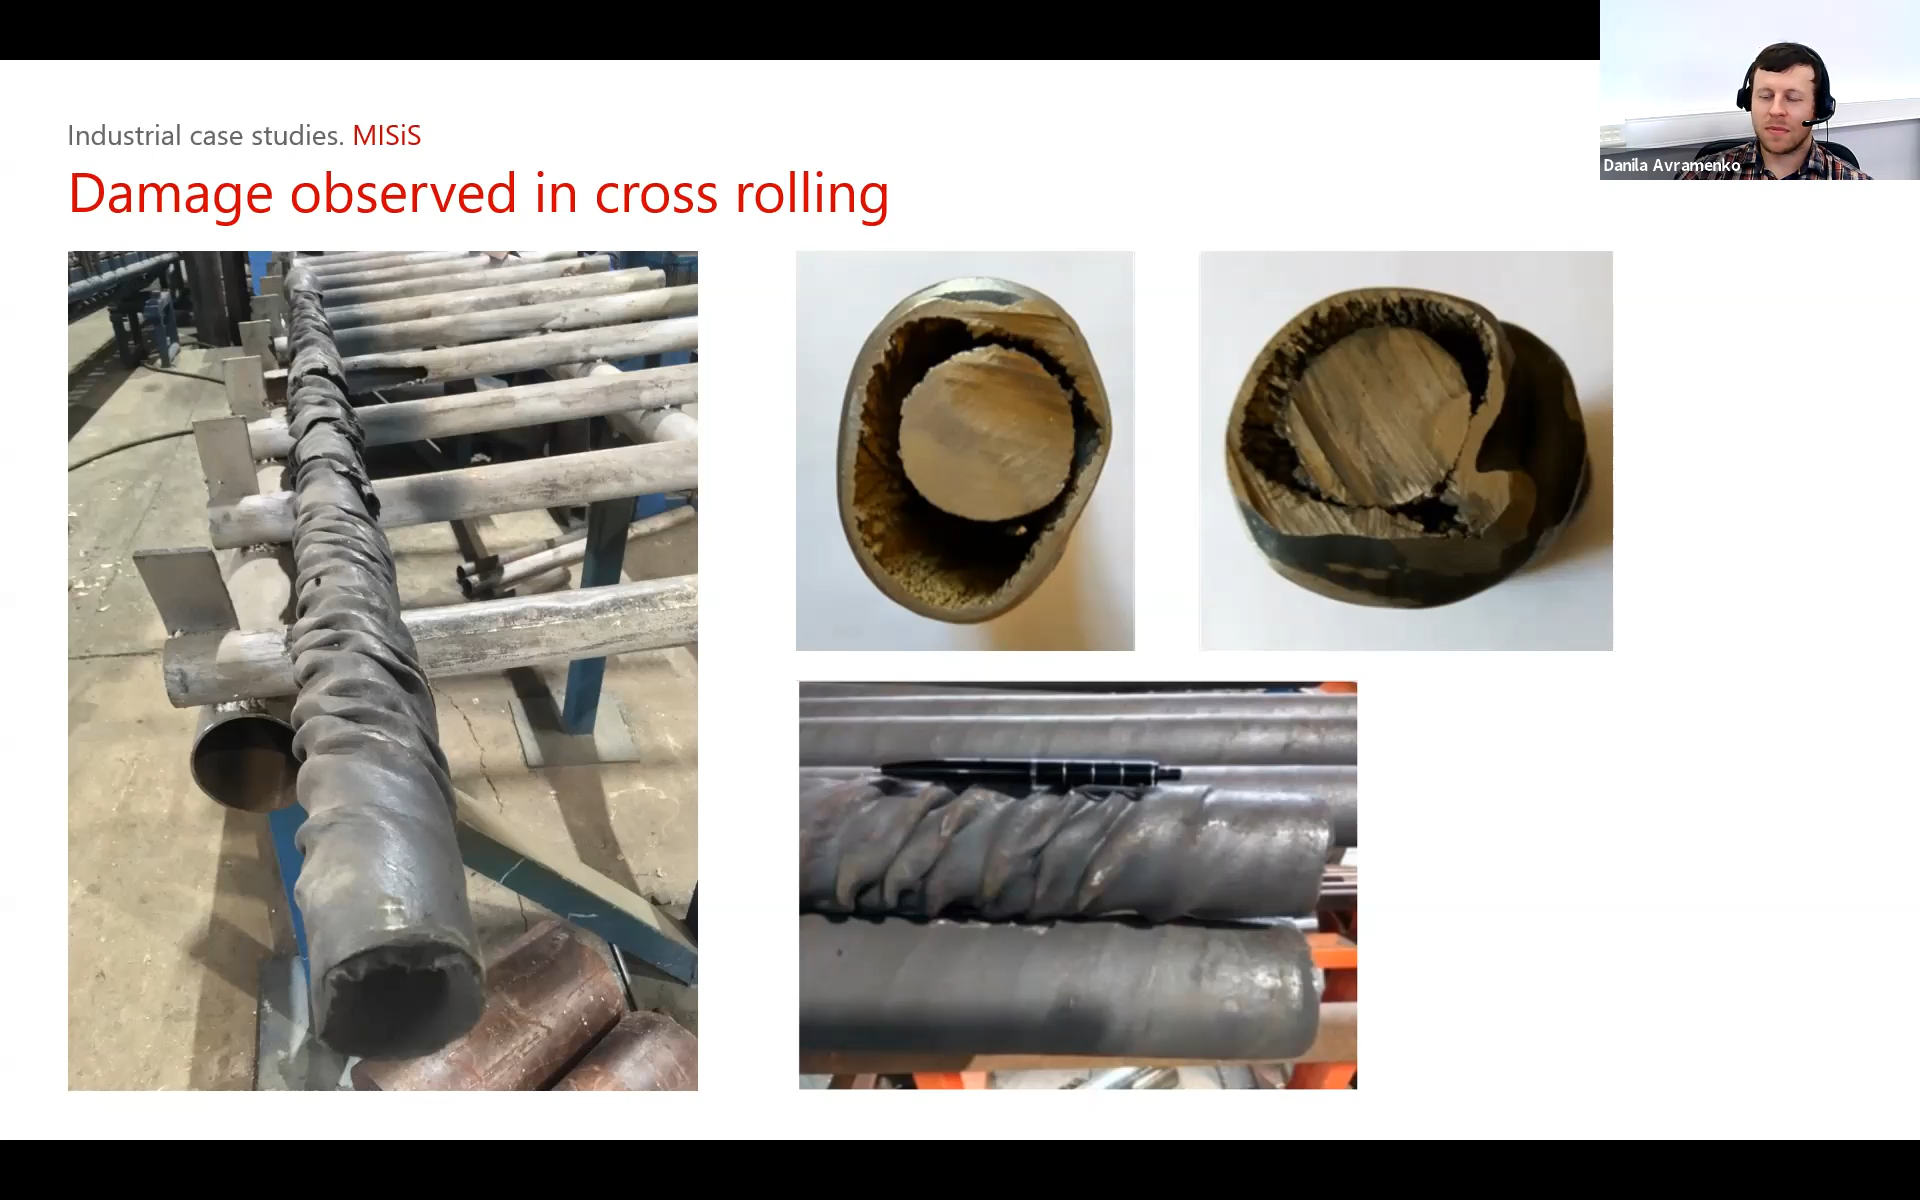 Industrial case studies. MISiS
Damage observed in cross rolling
Danila Avramenko